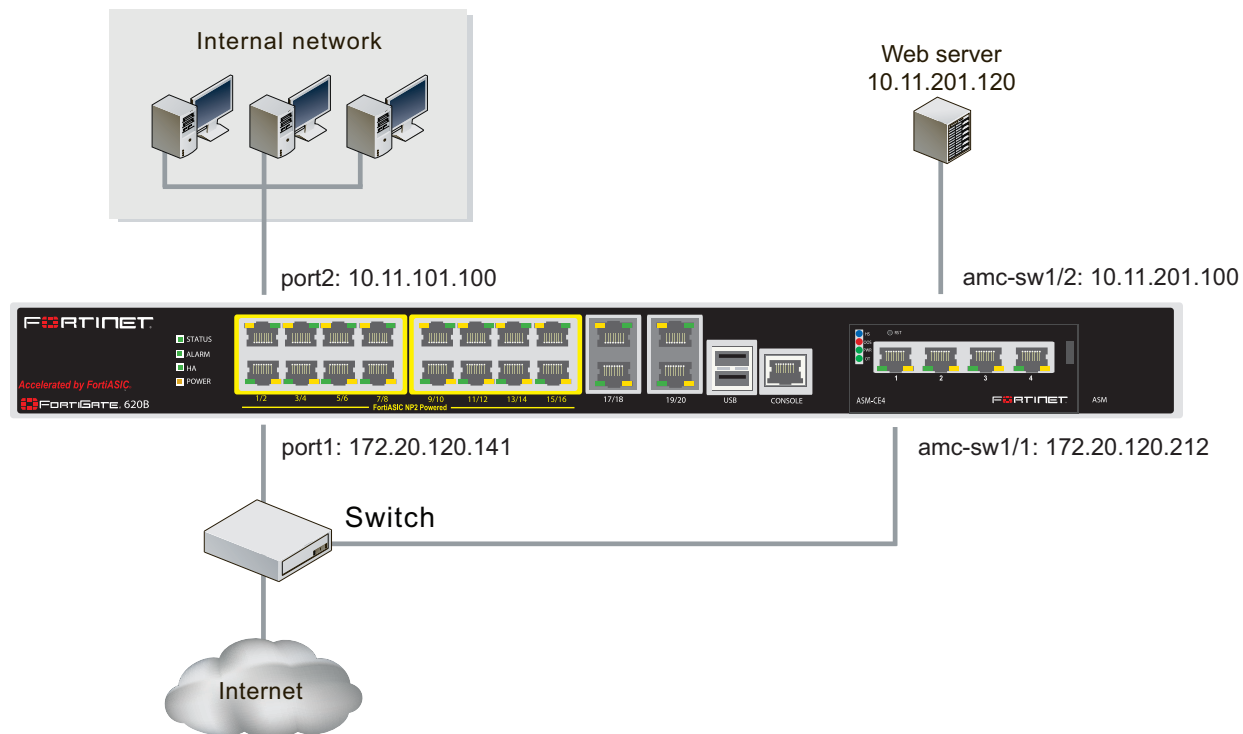 Internal network
Web server
10.11.201.120
port2: 10.11.101.100
amc-sw1/2: 10.11.201.100
FORTINET
STATUS
ALARM
HA
POWER
Accelerated by FortiASIC.
FORTIGATE 620B
1/2 3/4 5/6 7/8 9/10 11/12 13/14 15/16
FortiASIC NP2 Powered
17/18 19/20 USB CONSOLE
HS
OOS
PWR
OT
1 2 3 4
ASM-CE4 FORTINET ASM
port1: 172.20.120.141
amc-sw1/1: 172.20.120.212
Switch
Internet